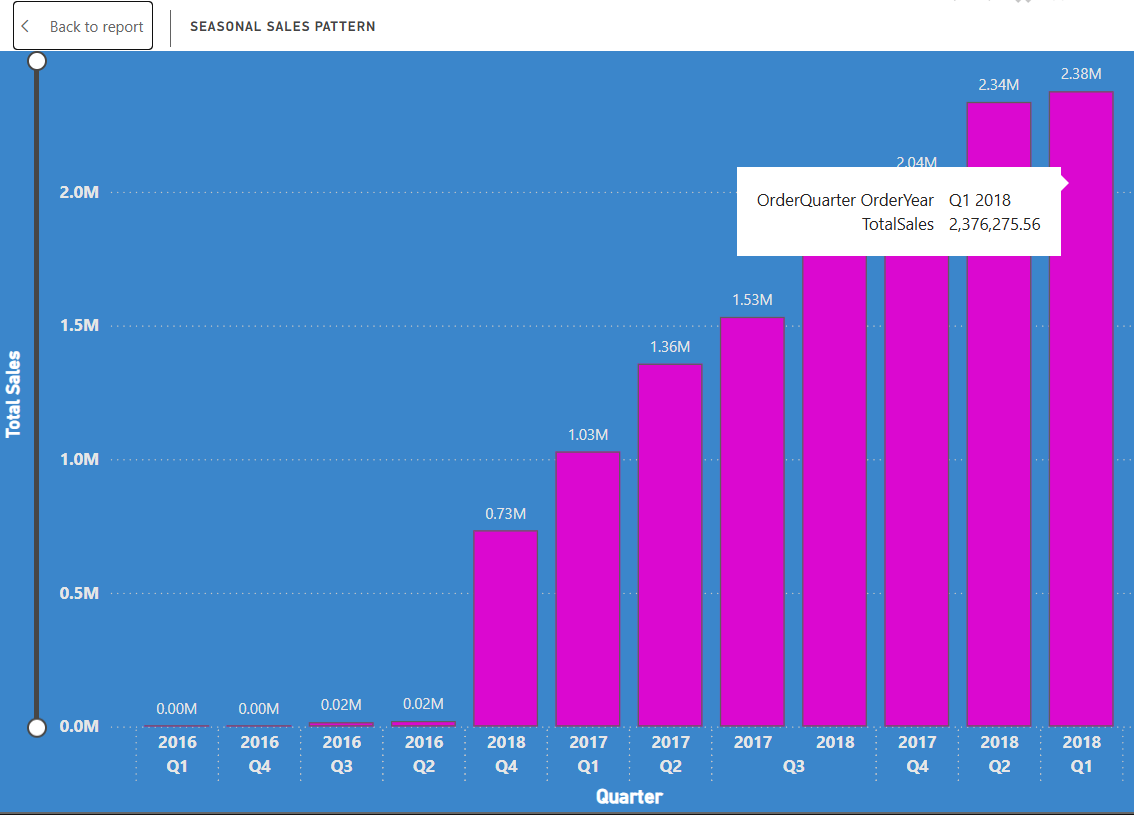 Back to report
SEASONAL SALES PATTERN
2.38M
2.34M
2.04M
2.0M
OrderQuarter OrderYear Q1 2018
TotalSales 2,376,275.56
1.53M
1.5M
1.36M
1.03M
1.0M
0.73M
0.5M
0.00M 0.00M 0.02M 0.02M
0.0M
Total Sales
2016 2016 2016 2016 2018 2017 2017 2017 2018 2017 2018 2018
Q1 Q4 Q3 Q2 Q4 Q1 Q2 Q3 Q4 Q2 Q1
Quarter